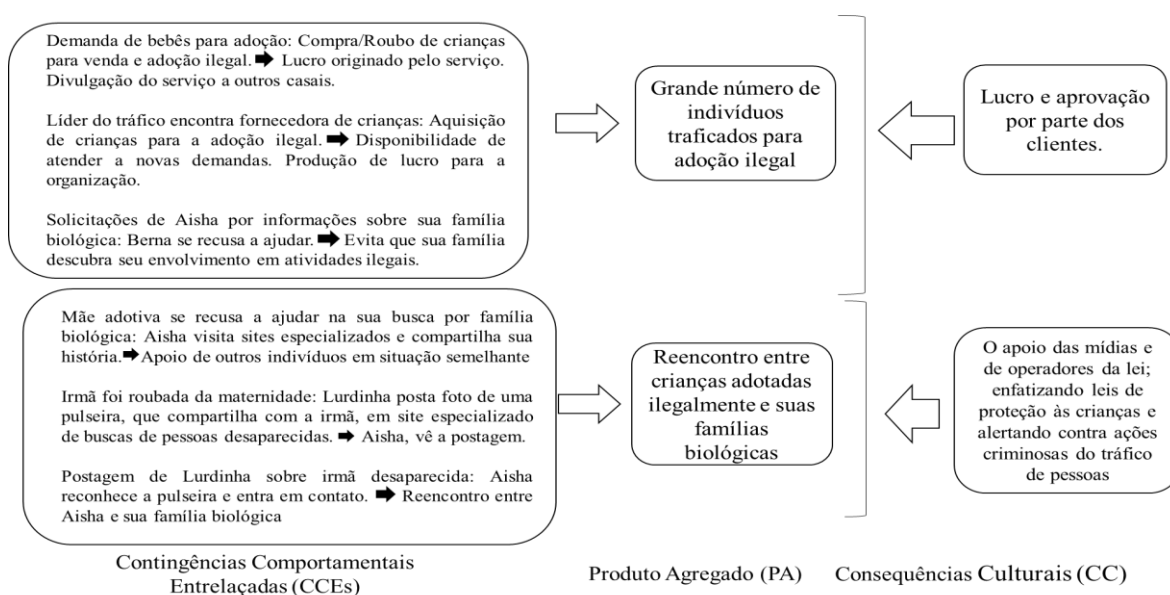 Demanda de bebês para adoção: Compra/Roubo de crianças
para venda e adoção ilegal. ➡ Lucro originado pelo serviço.
Divulgação do serviço a outros casais.
Líder do tráfico encontra fornecedora de crianças: Aquisição
de crianças para a adoção ilegal. ➡ Disponibilidade de
atender a novas demandas. Produção de lucro para a
organização.
Solicitações de Aisha por informações sobre sua família
biológica: Berna se recusa a ajudar. ➡ Evita que sua família
descubra seu envolvimento em atividades ilegais.
Grande número de
indivíduos
traficados para
adoção ilegal
Lucro e aprovação
por parte dos
clientes.
Mãe adotiva se recusa a ajudar na sua busca por família
biológica: Aisha visita sites especializados e compartilha sua
história. ➡ Apoio de outros indivíduos em situação semelhante
Irmã foi roubada da maternidade: Lurdinha posta foto de uma
pulseira, que compartilha com a irmã, em site especializado
de buscas de pessoas desaparecidas. ➡ Aisha, vê a postagem.
Postagem de Lurdinha sobre irmã desaparecida: Aisha
reconhece a pulseira e entra em contato. ➡ Reencontro entre
Aisha e sua família biológica
Reencontro entre
crianças adotadas
ilegalmente e suas
famílias
biológicas
O apoio das mídias e
de operadores da lei;
enfatizando leis de
proteção às crianças e
alertando contra ações
criminosas do tráfico
de pessoas
Contingências Comportamentais
Entrelaçadas (CCEs)
Produto Agregado (PA)
Consequências Culturais (CC)